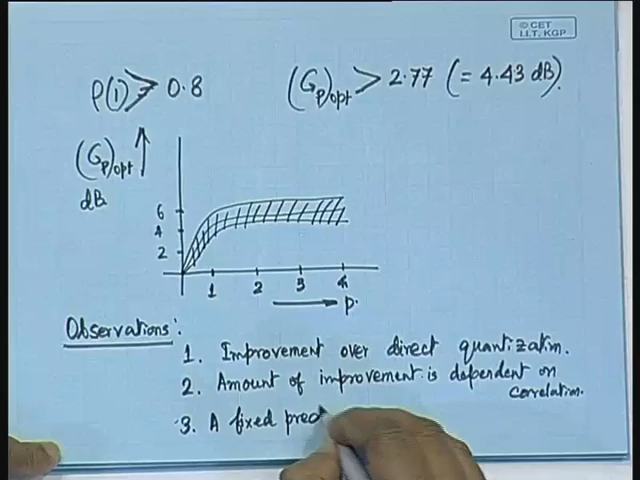 © CET
I.I.T. KGP
ρ(1) ≥ 0.8
(Gp)opt > 2.77 (= 4.43 dB).
(Gp)opt
dB.
6
4
2
1 2 3 4
p.
Observations:
1. Improvement over direct quantization.
2. Amount of improvement is dependent on
correlation.
3. A fixed pred